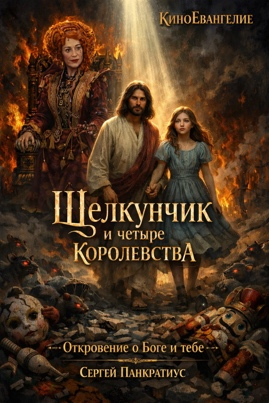 КиноЕвангелие
Щелкунчик
и четыре
Королевства
Откровение о Боге и тебе
Сергей Панкратиус